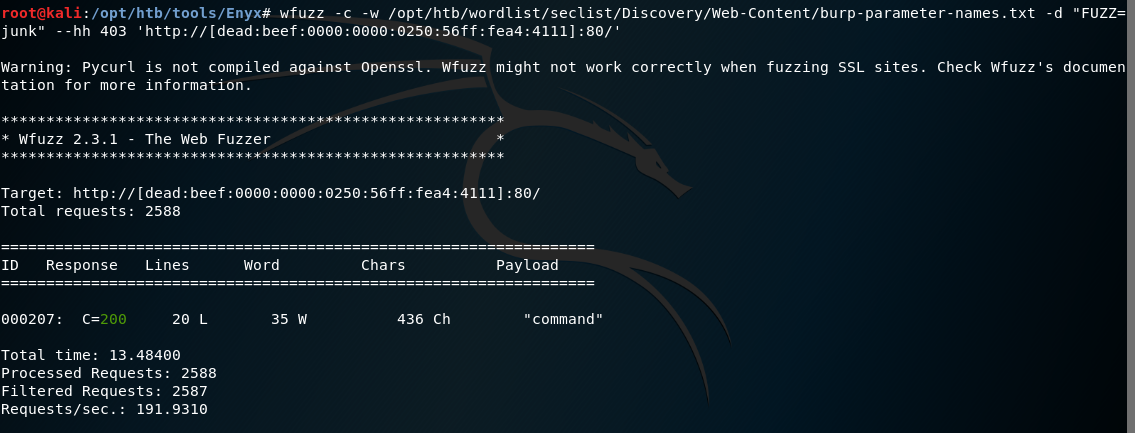 root@kali:/opt/htb/tools/Enyx# wfuzz -c -w /opt/htb/wordlist/seclist/Discovery/Web-Content/burp-parameter-names.txt -d "FUZZ=
junk" --hh 403 'http://[dead:beef:0000:0000:0250:56ff:fea4:4111]:80/'
Warning: Pycurl is not compiled against Openssl. Wfuzz might not work correctly when fuzzing SSL sites. Check Wfuzz's documen
tation for more information.
********************************************************
* Wfuzz 2.3.1 - The Web Fuzzer                         *
********************************************************
Target: http://[dead:beef:0000:0000:0250:56ff:fea4:4111]:80/
Total requests: 2588
==================================================================
ID   Response   Lines      Word         Chars          Payload
==================================================================
000207:  C=200     20 L       35 W          436 Ch        "command"
Total time: 13.48400
Processed Requests: 2588
Filtered Requests: 2587
Requests/sec.: 191.9310